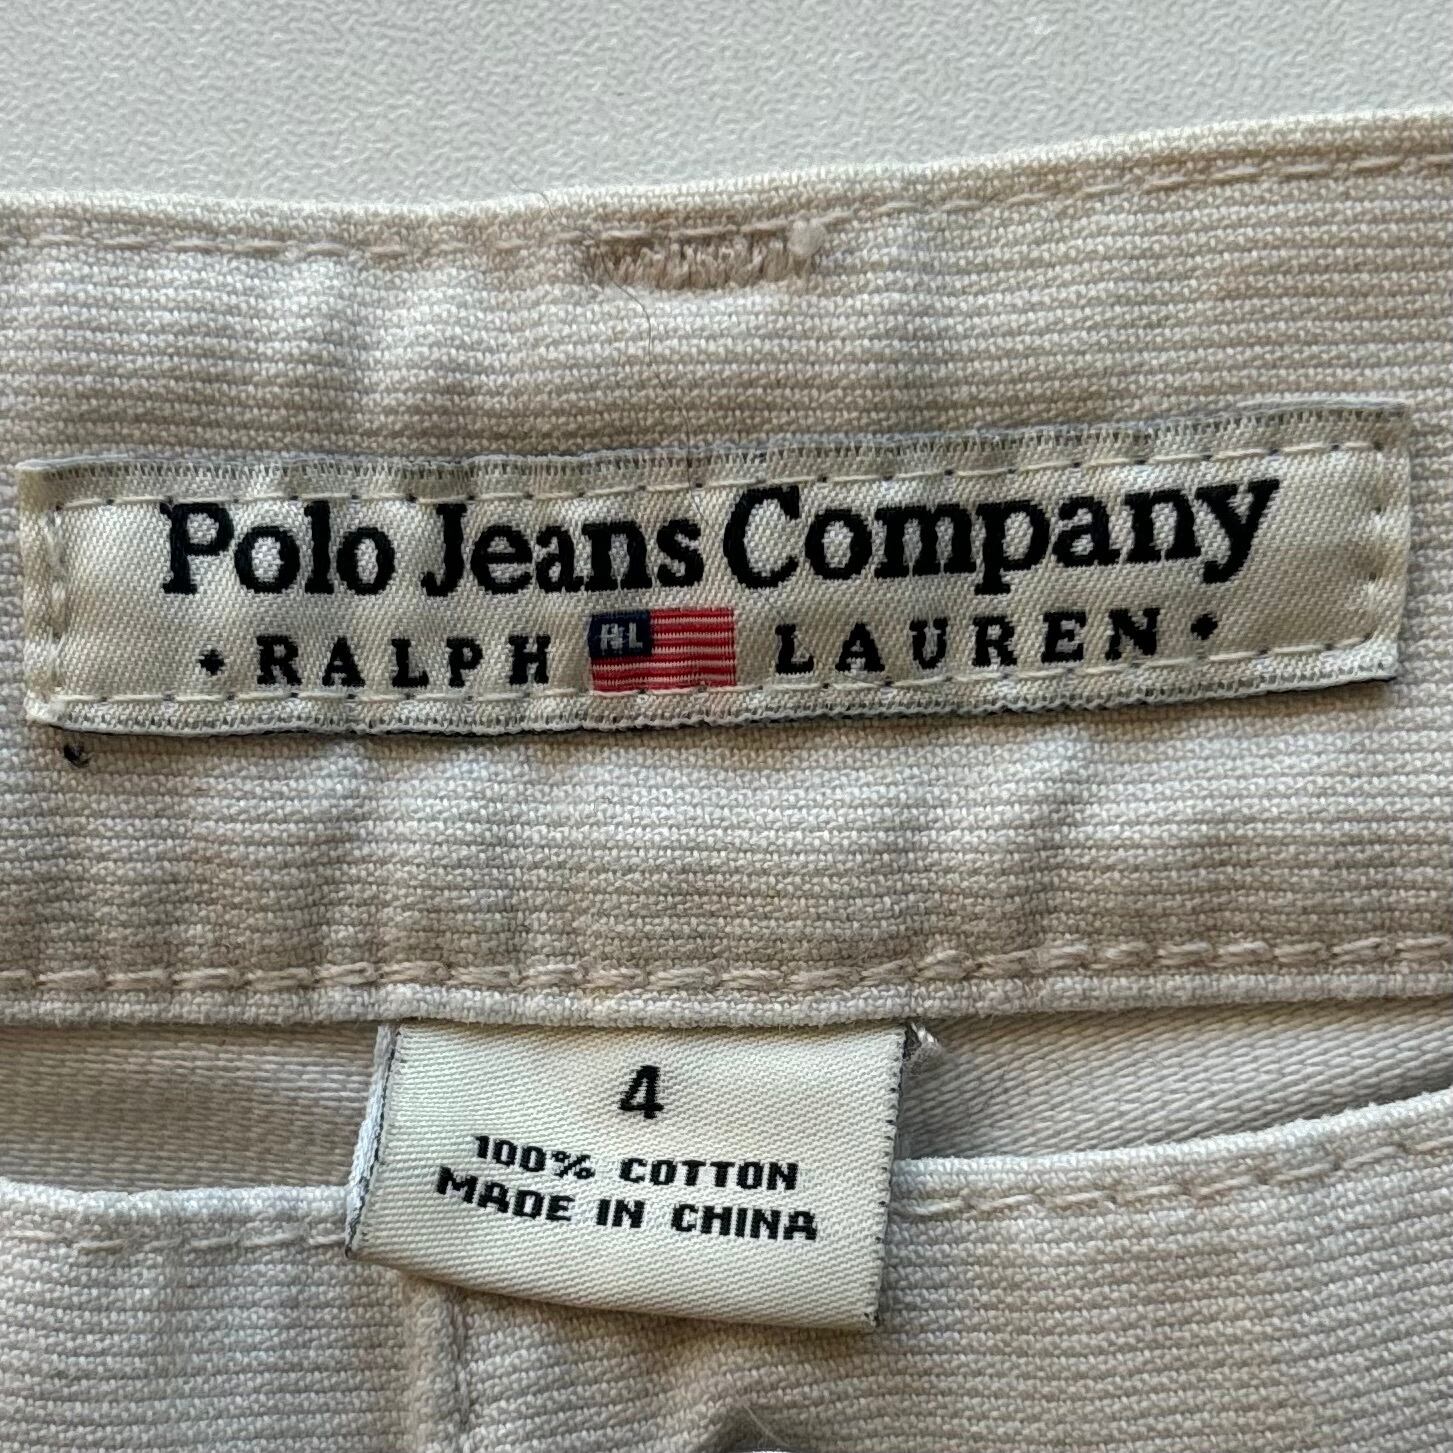 Polo Jeans Company
RALPH RL LAUREN
4
100% COTTON
MADE IN CHINA